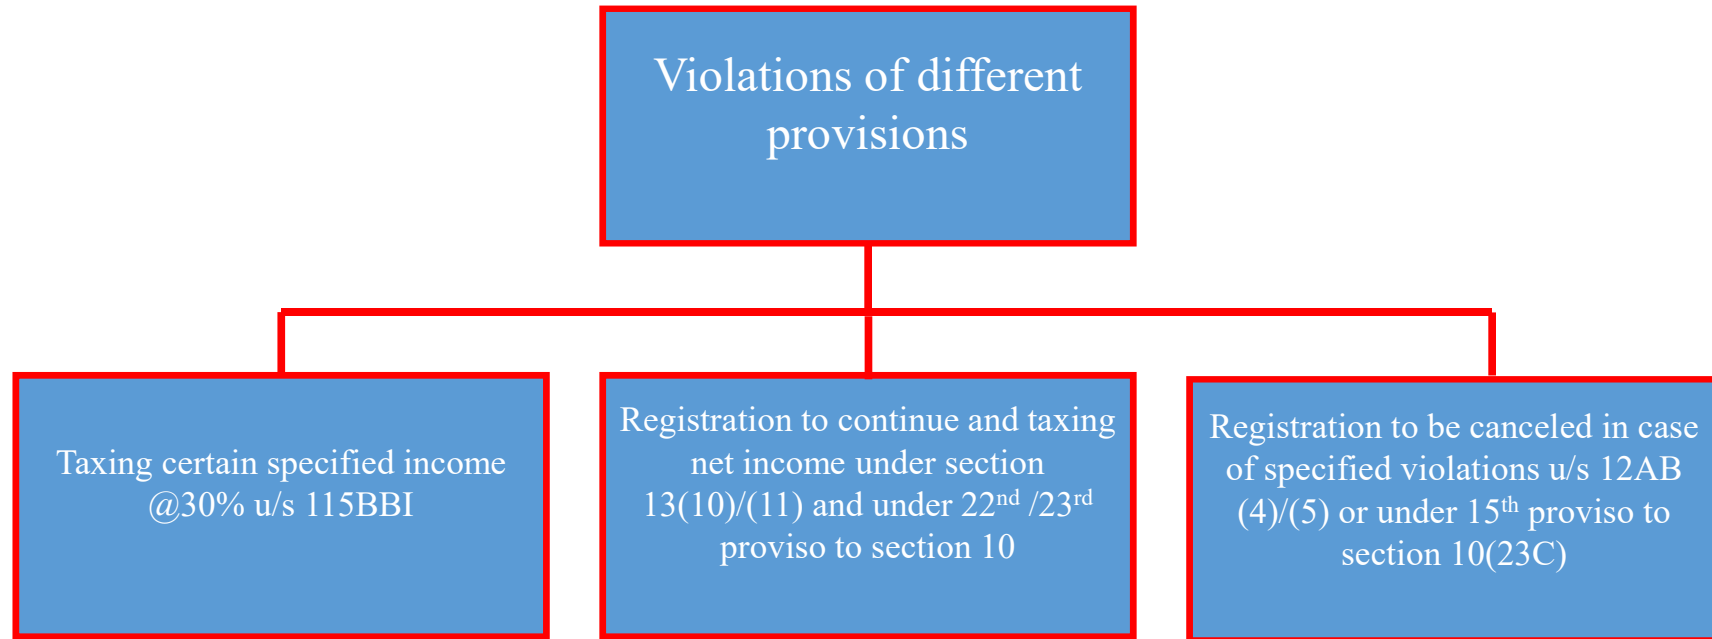 Violations of different
provisions
Taxing certain specified income
@30% u/s 115BBI
Registration to continue and taxing
net income under section
13(10)/(11) and under 22nd /23rd
proviso to section 10
Registration to be canceled in case
of specified violations u/s 12AB
(4)/(5) or under 15th proviso to
section 10(23C)